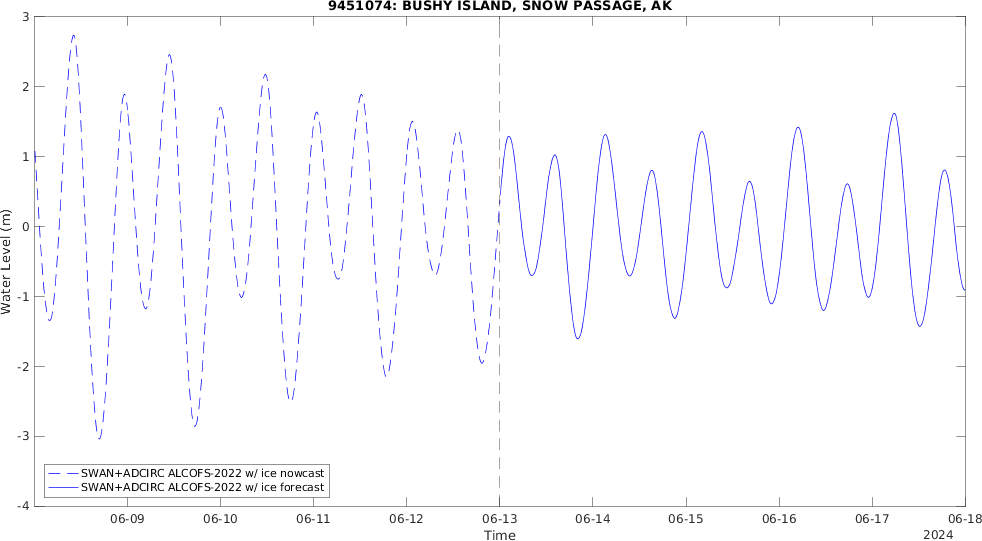 9451074: BUSHY ISLAND, SNOW PASSAGE, AK
3
2
1
0
-1
-2
-3
-4
Water Level (m)
SWAN+ADCIRC ALCOFS-2022 w/ ice nowcast
SWAN+ADCIRC ALCOFS-2022 w/ ice forecast
06-09 06-10 06-11 06-12 06-13 06-14 06-15 06-16 06-17 06-18
Time
2024